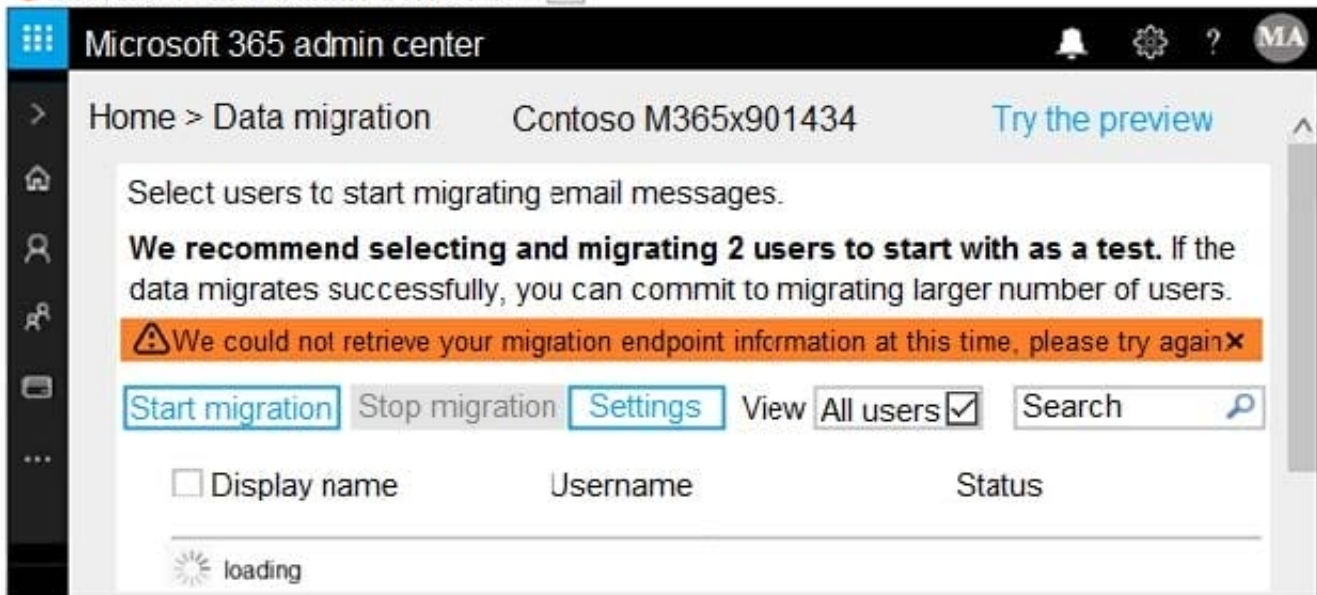 Microsoft 365 admin center
?
MA
Home > Data migration
Contoso M365x901434
Try the preview
Select users to start migrating email messages.
We recommend selecting and migrating 2 users to start with as a test. If the
data migrates successfully, you can commit to migrating larger number of users.
We could not retrieve your migration endpoint information at this time, please try again
Start migration
Stop migration
Settings
View
All users
Search
Display name
Username
Status
loading